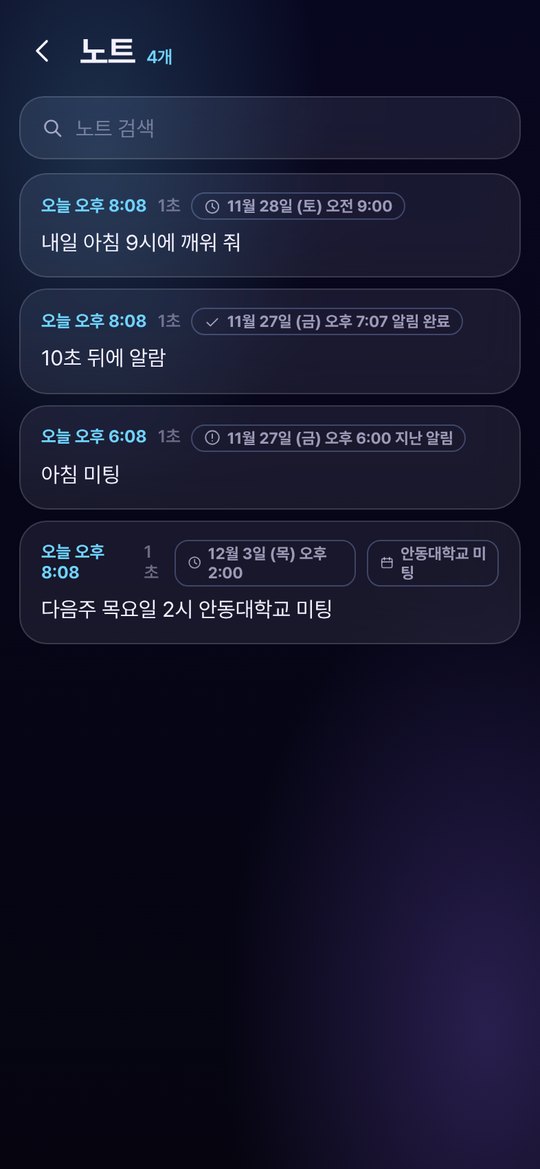 노트 4개
노트 검색
오늘 오후 8:08 1초 11월 28일 (토) 오전 9:00
내일 아침 9시에 깨워 줘
오늘 오후 8:08 1초 11월 27일 (금) 오후 7:07 알림 완료
10초 뒤에 알람
오늘 오후 6:08 1초 11월 27일 (금) 오후 6:00 지난 알림
아침 미팅
오늘 오후
8:08
1
초
12월 3일 (목) 오후
2:00
안동대학교 미
팅
다음주 목요일 2시 안동대학교 미팅